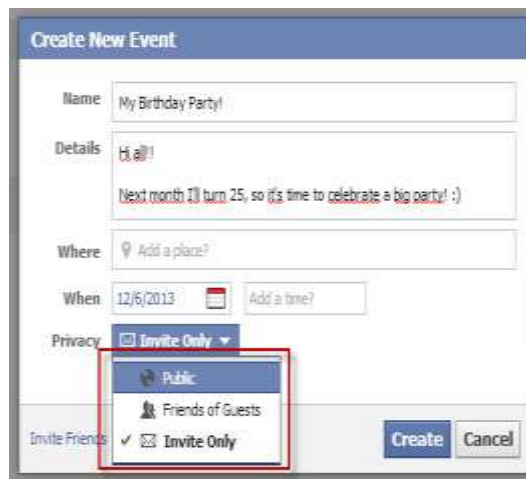 Create New Event
Name My Birthday Party!
Details Hi all!!
Next month I'll turn 25, so it's time to celebrate a big party! :)
Where Add a place?
When 12/6/2013 Add a time?
Privacy Invite Only
Public
Friends of Guests
Invite Friends ✓ Invite Only Create Cancel